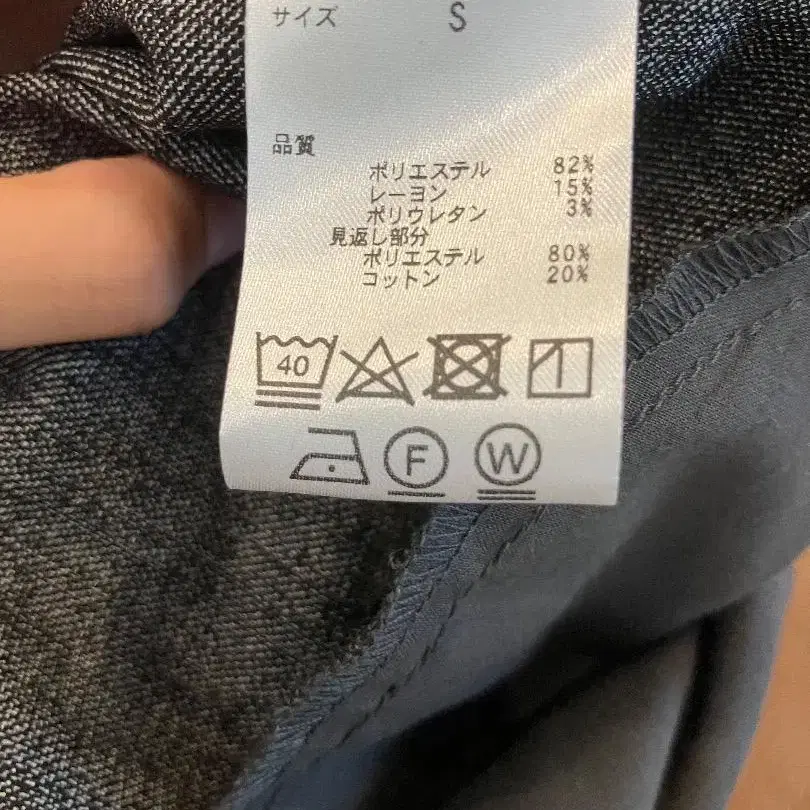 サイズ S
品質
ポリエステル 82%
レーヨン 15%
ポリウレタン 3%
見返し部分
ポリエステル 80%
コットン 20%
40
F W